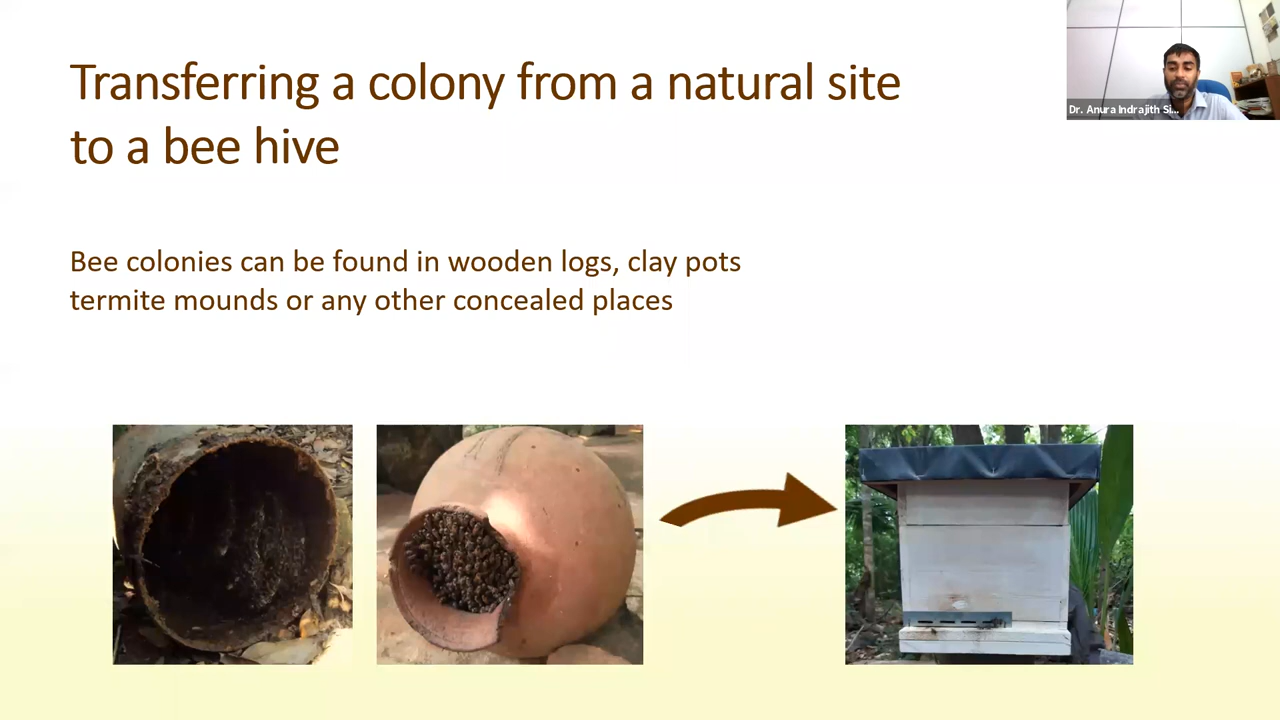 Transferring a colony from a natural site
to a bee hive
Dr. Anura Indrajith Si...
Bee colonies can be found in wooden logs, clay pots
termite mounds or any other concealed places